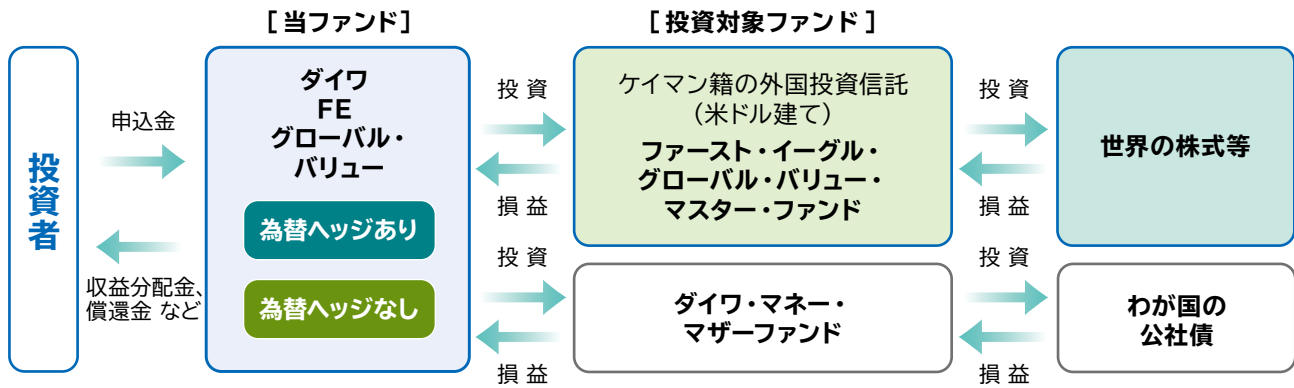 ［当ファンド］
［投資対象ファンド］
投資者
申込金
収益分配金、
償還金 など
ダイワ
FE
グローバル・
バリュー
為替ヘッジあり
為替ヘッジなし
投 資
損 益
投 資
損 益
ケイマン籍の外国投資信託
（米ドル建て）
ファースト・イーグル・
グローバル・バリュー・
マスター・ファンド
ダイワ・マネー・
マザーファンド
投 資
損 益
投 資
損 益
世界の株式等
わが国の
公社債